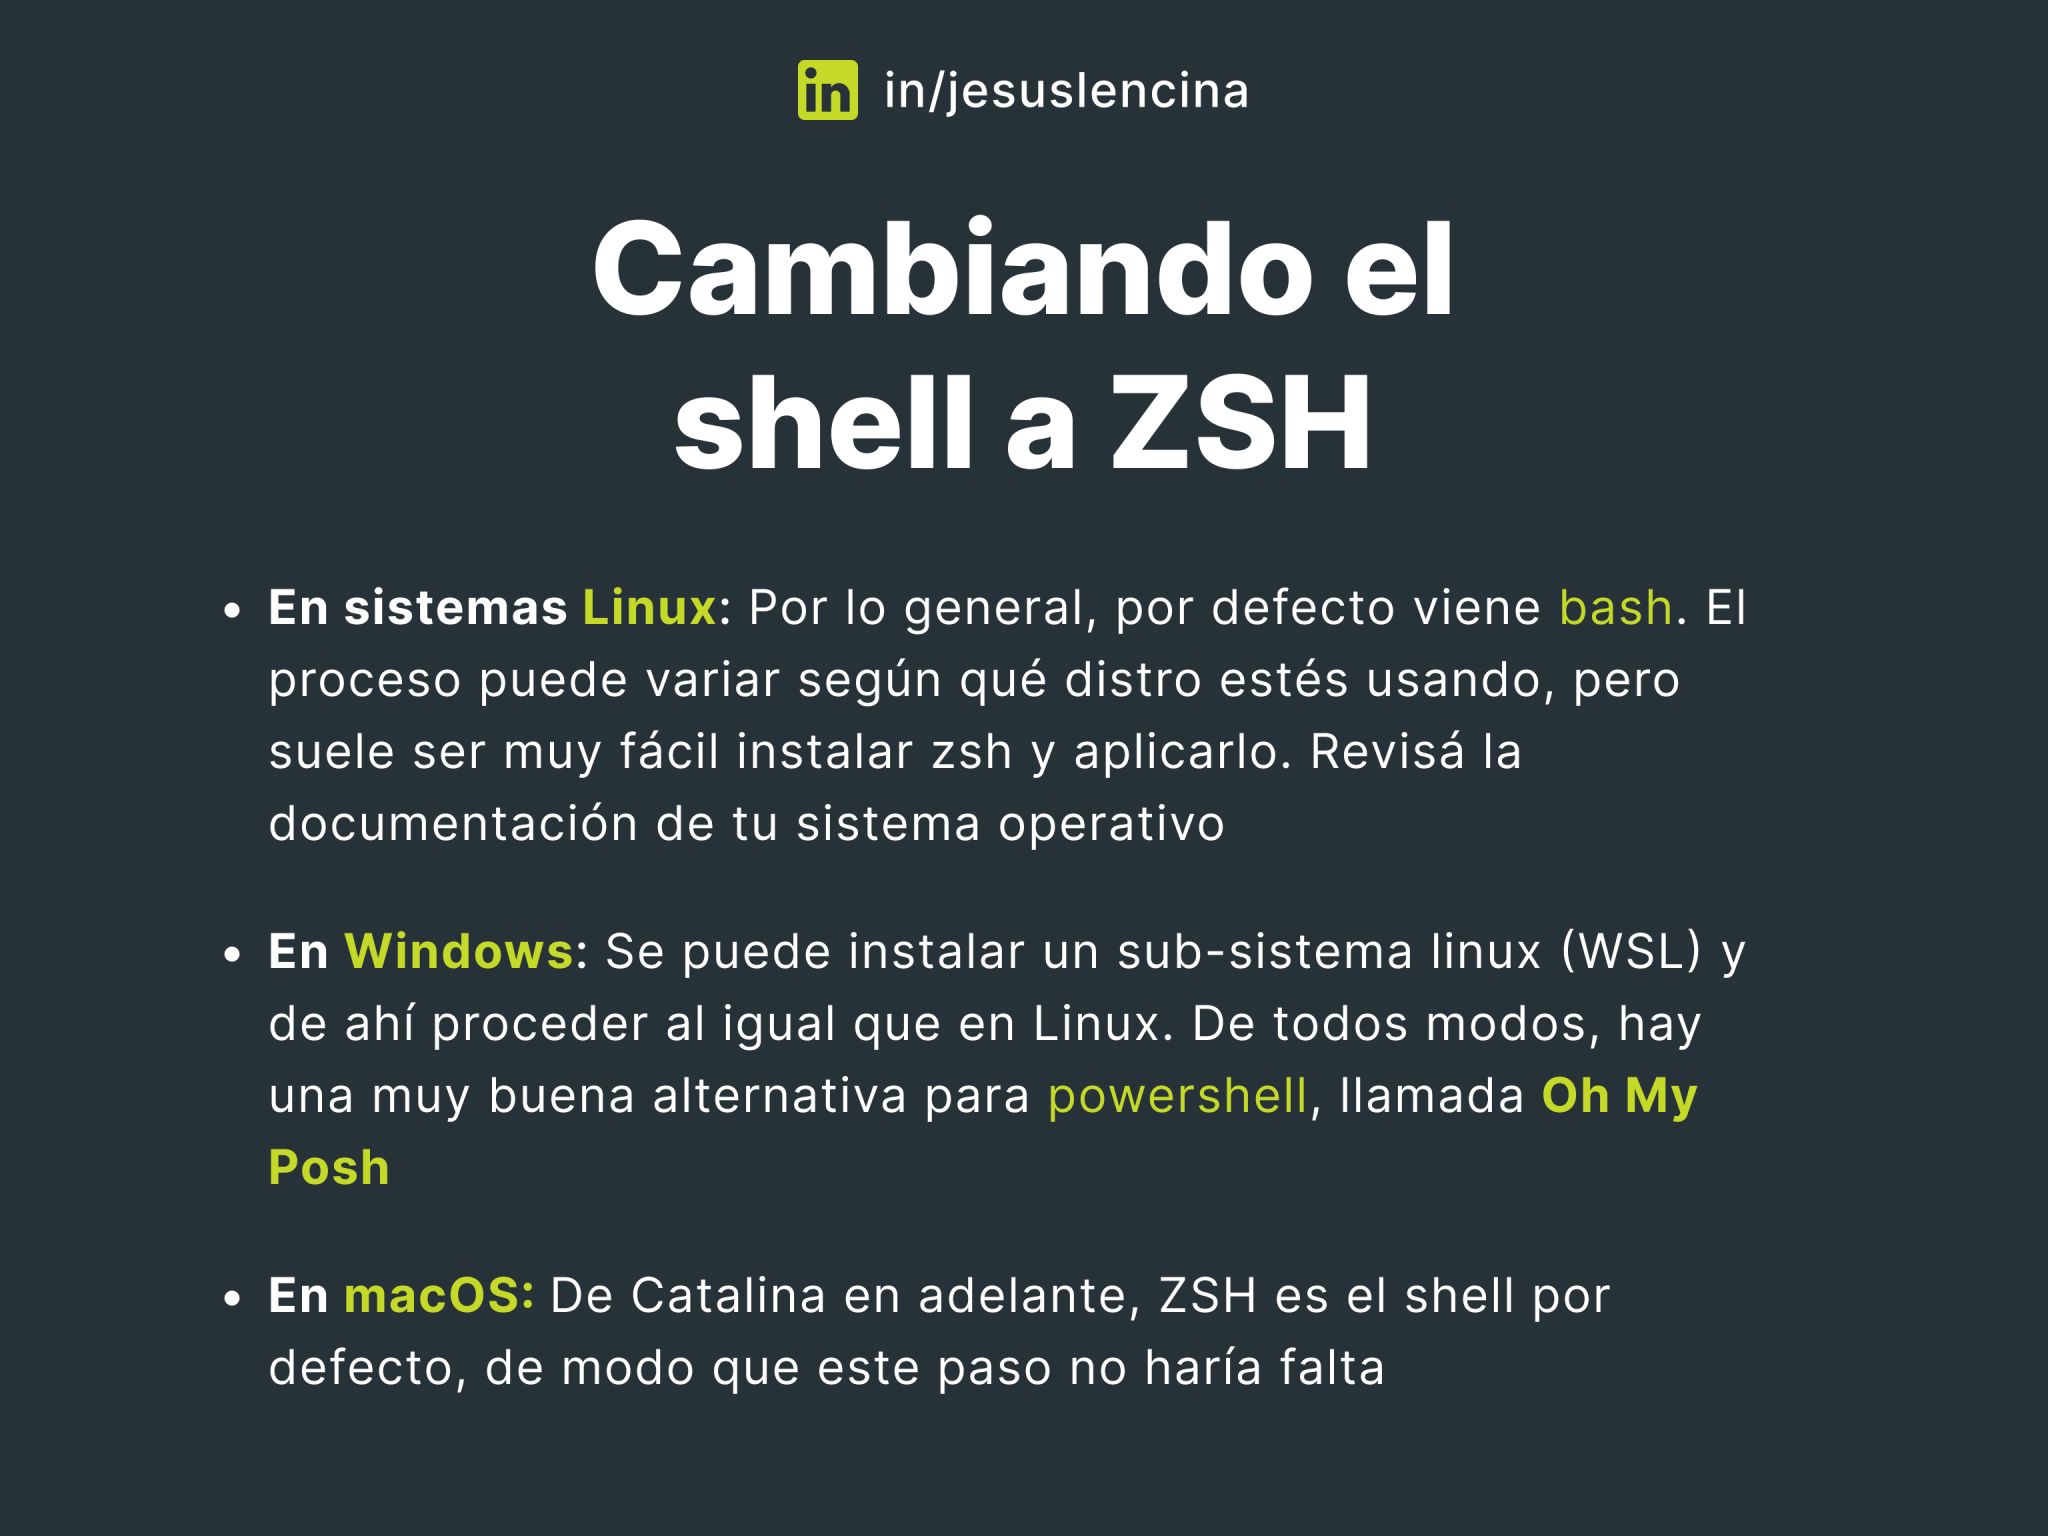 in in/jesuslencina
Cambiando el
shell a ZSH
• En sistemas Linux: Por lo general, por defecto viene bash. El
proceso puede variar según qué distro estés usando, pero
suele ser muy fácil instalar zsh y aplicarlo. Revisá la
documentación de tu sistema operativo
• En Windows: Se puede instalar un sub-sistema linux (WSL) y
de ahí proceder al igual que en Linux. De todos modos, hay
una muy buena alternativa para powershell, llamada Oh My
Posh
• En macOS: De Catalina en adelante, ZSH es el shell por
defecto, de modo que este paso no haría falta